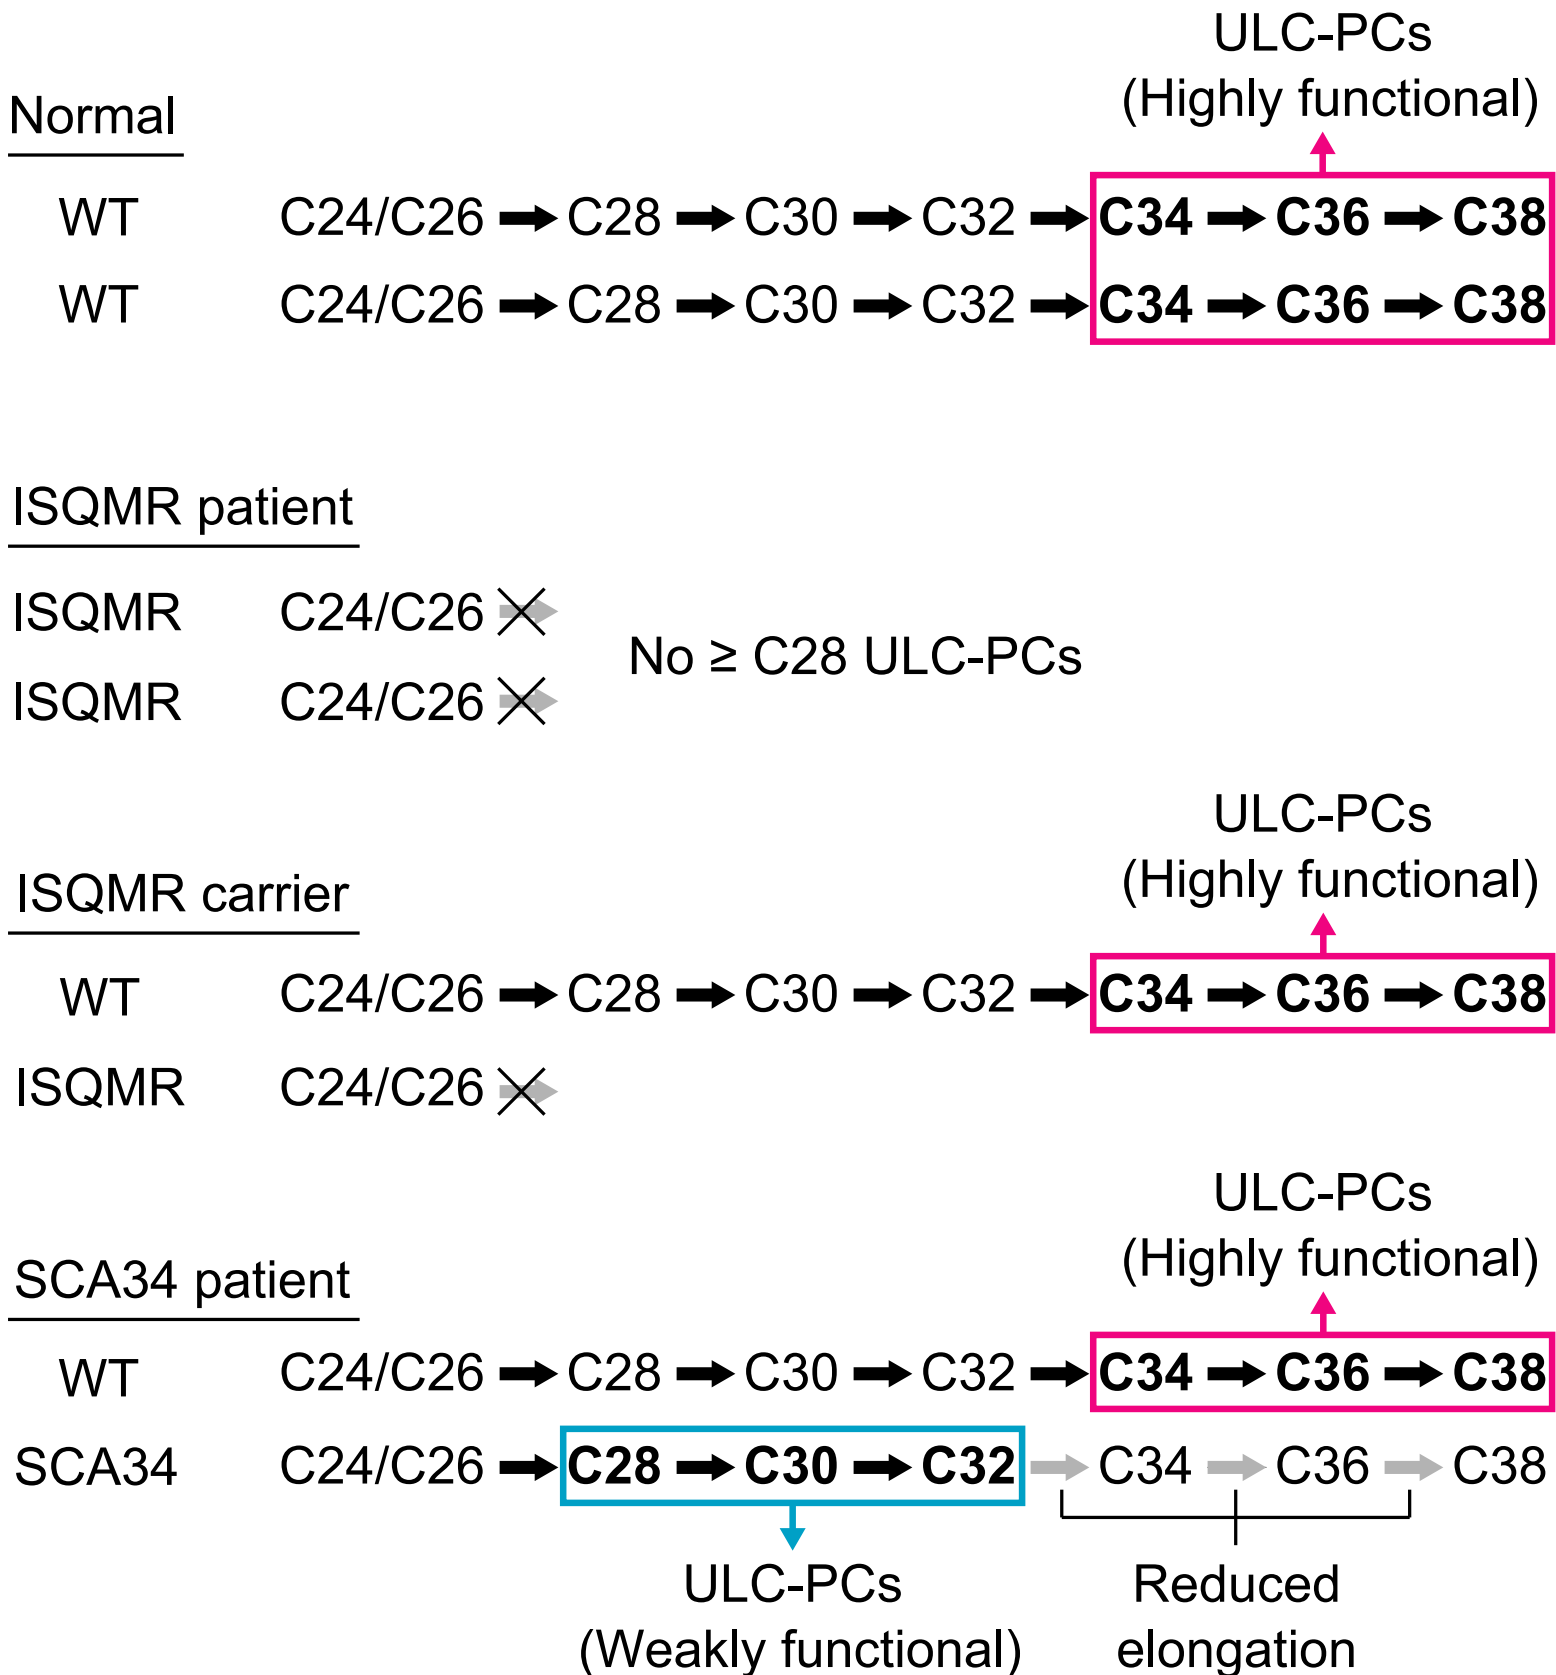 ULC-PCs
(Highly functional)
Normal
WT C24/C26 C28 C30 C32 C34 C36 C38
WT C24/C26 C28 C30 C32 C34 C36 C38
ISQMR patient
ISQMR C24/C26
No ≥ C28 ULC-PCs
ISQMR C24/C26
ULC-PCs
(Highly functional)
ISQMR carrier
WT C24/C26 C28 C30 C32 C34 C36 C38
ISQMR C24/C26
ULC-PCs
(Highly functional)
SCA34 patient
WT C24/C26 C28 C30 C32 C34 C36 C38
SCA34 C24/C26 C28 C30 C32 C34 C36 C38
ULC-PCs
(Weakly functional)
Reduced
elongation